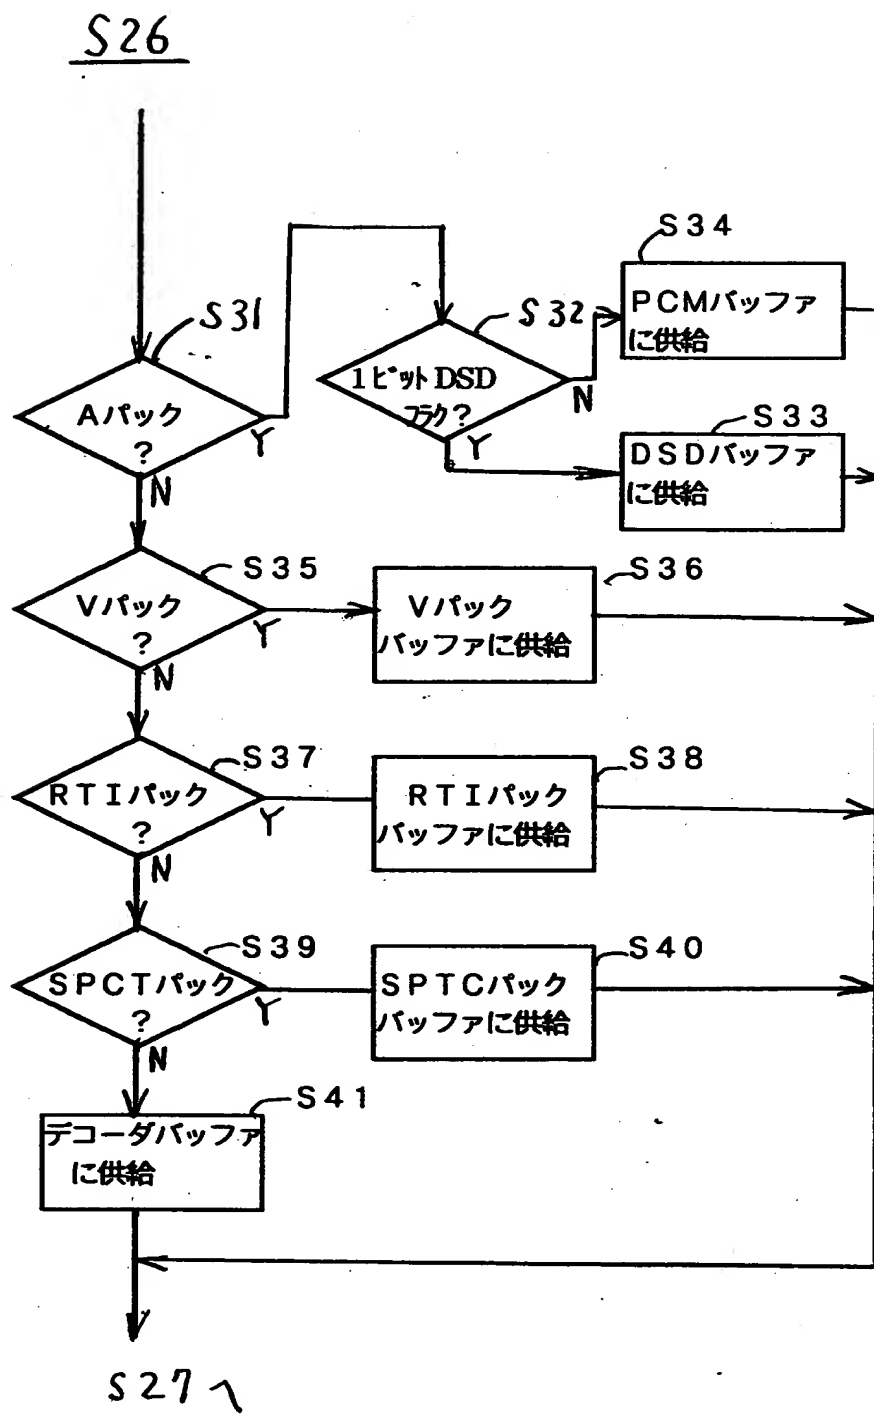 S26
S31
Aパック
?
Y
N
S32
1ビットDSD
フラグ?
N
Y
S34
PCMバッファ
に供給
S33
DSDバッファ
に供給
S35
Vパック
?
Y
N
S36
Vパック
バッファに供給
S37
RTIパック
?
Y
N
S38
RTIパック
バッファに供給
S39
SPCTパック
?
Y
N
S40
SPTCパック
バッファに供給
S41
デコーダバッファ
に供給
S27へ